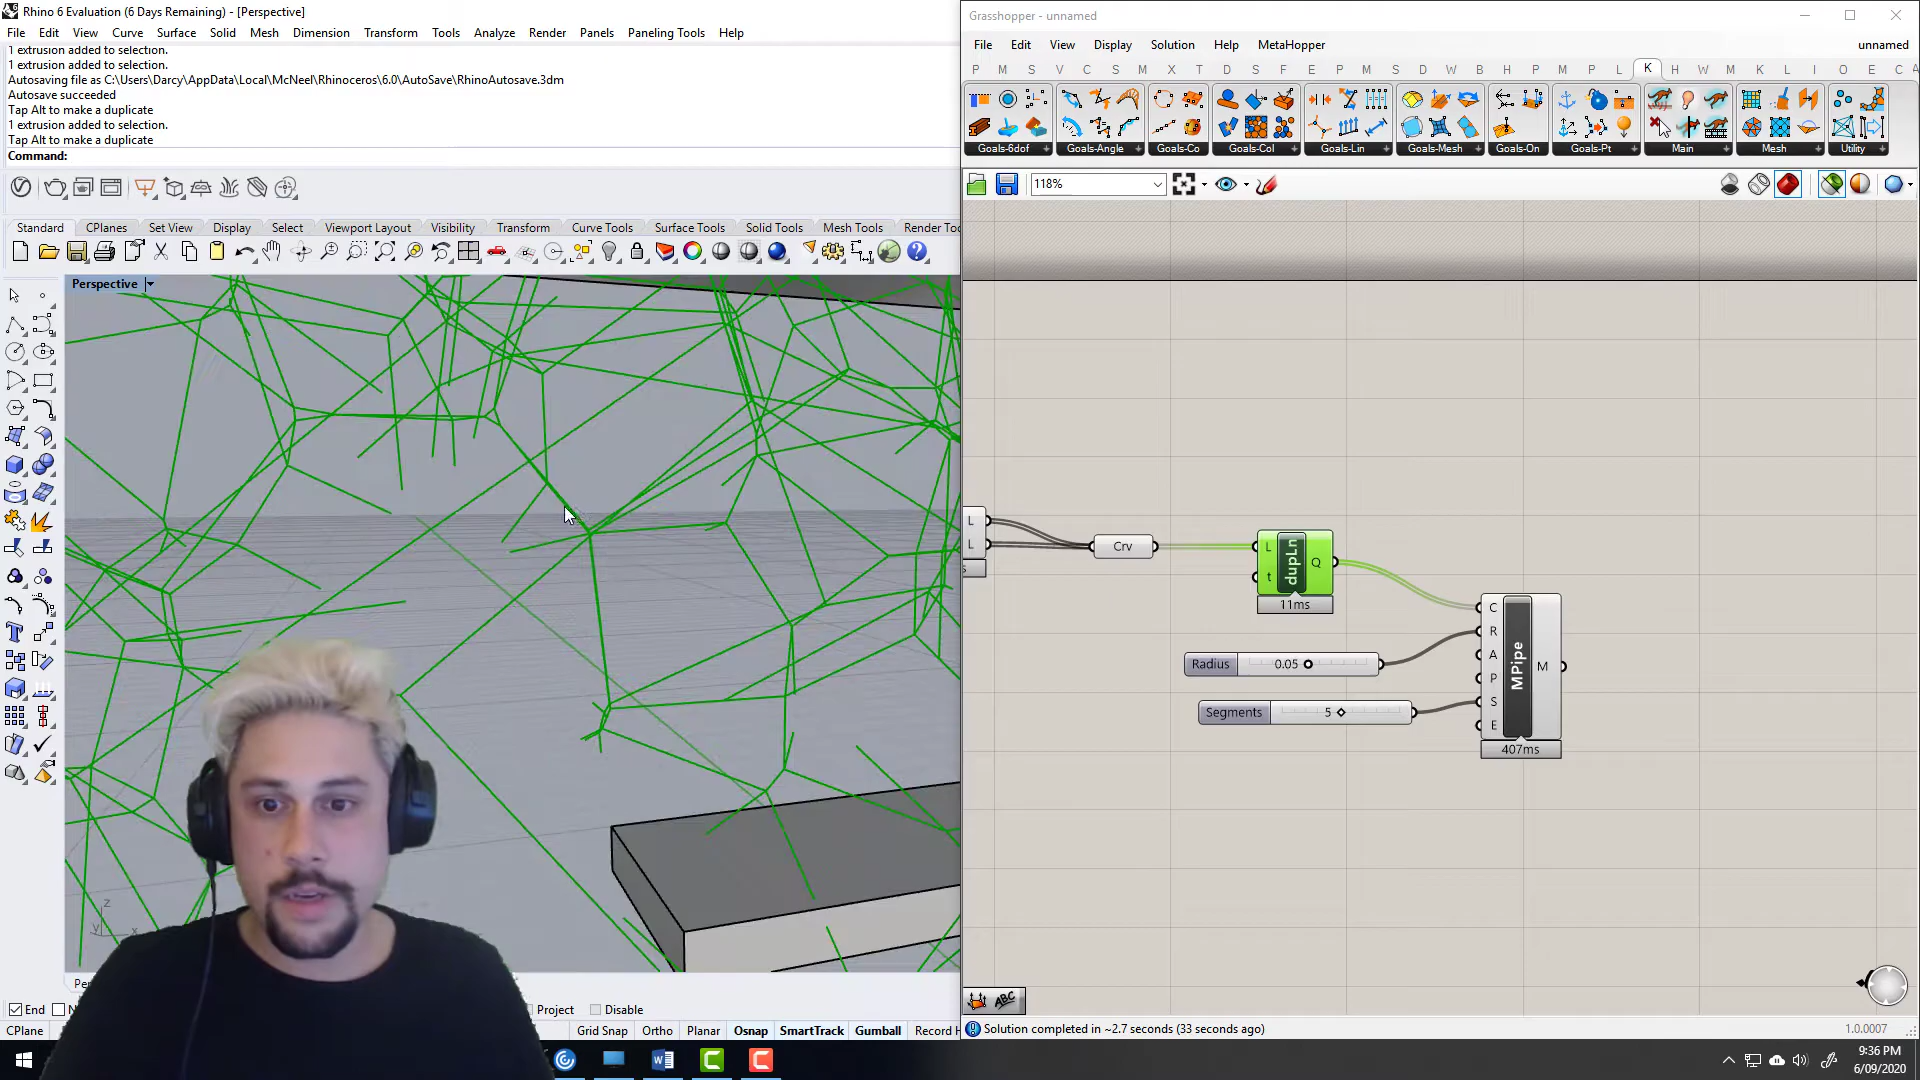 Rhino 6 Evaluation (6 Days Remaining) - [Perspective]
File Edit View Curve Surface Solid Mesh Dimension Transform Tools Analyze Render Panels Paneling Tools Help
1 extrusion added to selection.
1 extrusion added to selection.
Autosaving file as C:\Users\Darcy\AppData\Local\McNeel\Rhinoceros\6.0\AutoSave\RhinoAutosave.3dm
Autosave succeeded
Tap Alt to make a duplicate
1 extrusion added to selection.
Tap Alt to make a duplicate
Command:
Standard CPlanes Set View Display Select Viewport Layout Visibility Transform Curve Tools Surface Tools Solid Tools Mesh Tools Render Too
Perspective
z
y x
End
Project Disable
CPlane
Grid Snap Ortho Planar Osnap SmartTrack Gumball Record H
Grasshopper - unnamed
File Edit View Display Solution Help MetaHopper unnamed
P M S V C S M X T D S D W B H P M P L K H W M K L I O E C A
Goals-6dof Goals-Angle Goals-Co Goals-Col Goals-Lin Goals-Mesh Goals-On Goals-Pt Main Mesh Utility
118%
L
L
s
Crv
L
t
dupLn
Q
11ms
Radius 0.05
Segments 5
C
R
A
P
S
E
MPipe
M
407ms
ABC
Solution completed in ~2.7 seconds (33 seconds ago)
1.0.0007
9:36 PM
6/09/2020